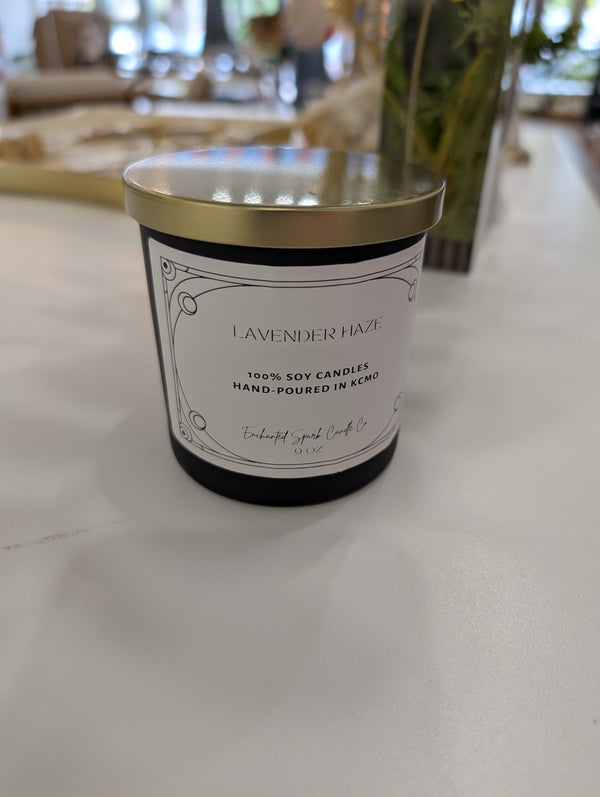 LAVENDER HAZE
100% SOY CANDLES
HAND-POURED IN KCMO
Enchanted Spark Candle Co
9 OZ